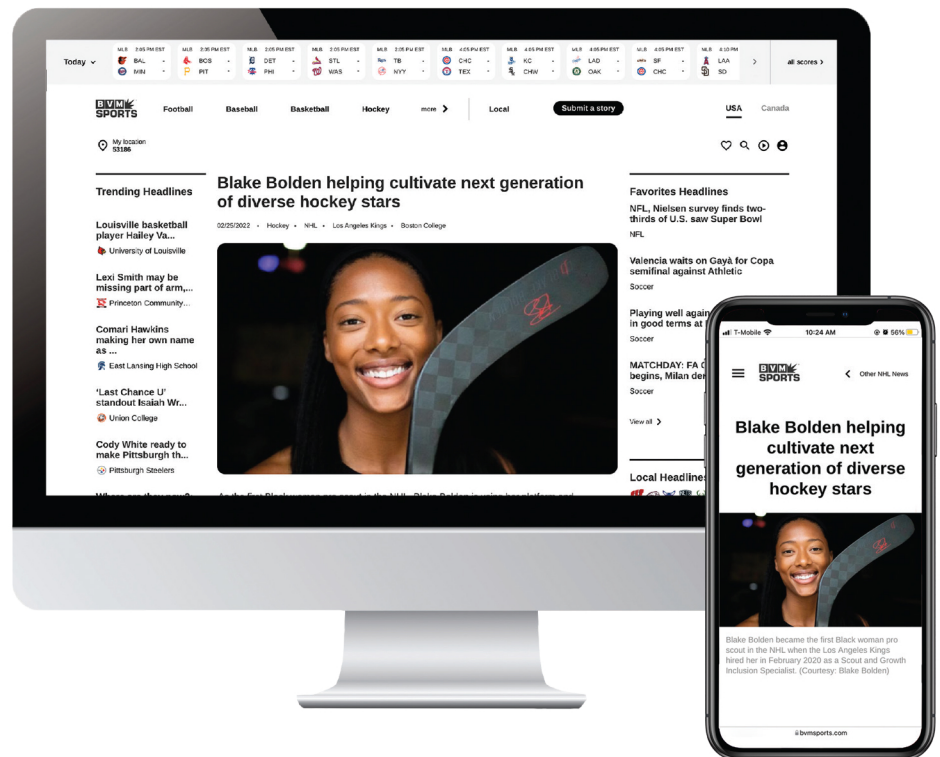 MLB 2:05 PM EST MLB 2:05 PM EST MLB 2:05 PM EST MLB 2:05 PM EST MLB 2:05 PM EST MLB 4:05 PM EST MLB 4:05 PM EST MLB 4:05 PM EST MLB 4:05 PM EST MLB 4:10 PM
Today BAL - BOS - DET - STL - TB - CHC - KC - LAD - SF - LAA all scores
MIN - PIT - PHI - WAS - NYY - TEX - CHW - OAK - CHC - SD
BVM SPORTS Football Baseball Basketball Hockey more Local Submit a story USA Canada
My location
53186
Trending Headlines
Louisville basketball
player Hailey Va...
University of Louisville
Lexi Smith may be
missing part of arm,...
Princeton Community...
Comari Hawkins
making her own name
as ...
East Lansing High School
‘Last Chance U’
standout Isaiah Wr...
Union College
Cody White ready to
make Pittsburgh th...
Pittsburgh Steelers
Blake Bolden helping cultivate next generation
of diverse hockey stars
02/25/2022 • Hockey • NHL • Los Angeles Kings • Boston College
Favorites Headlines
NFL, Nielsen survey finds two-
thirds of U.S. saw Super Bowl
NFL
Valencia waits on Gayà for Copa
semifinal against Athletic
Soccer
Playing well again
in good terms at
Soccer
MATCHDAY: FA
begins, Milan
Soccer
View all
Local Headlines
T-Mobile 10:24 AM 56%
BVM SPORTS Other NHL News
Blake Bolden helping
cultivate next
generation of diverse
hockey stars
Blake Bolden became the first Black woman pro
scout in the NHL when the Los Angeles Kings
hired her in February 2020 as a Scout and Growth
Inclusion Specialist. (Courtesy: Blake Bolden)
bvmsports.com